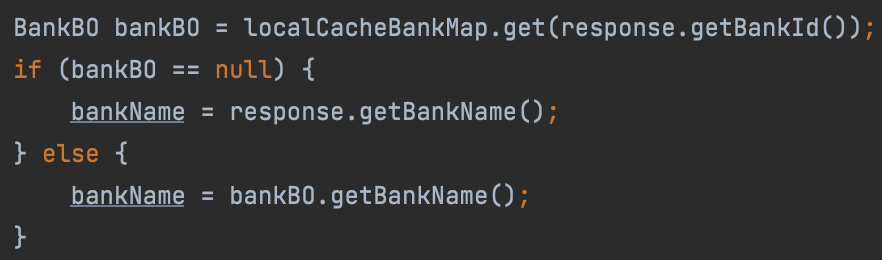 BankBO bankBO = localCacheBankMap.get(response.getBankId());
if (bankBO == null) {
    bankName = response.getBankName();
} else {
    bankName = bankBO.getBankName();
}